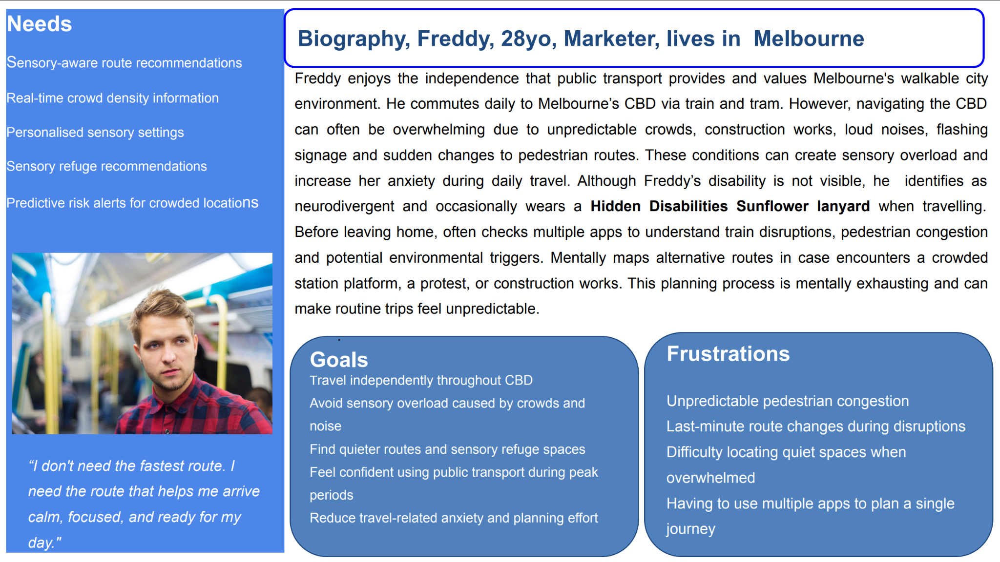 Needs
Sensory-aware route recommendations
Real-time crowd density information
Personalised sensory settings
Sensory refuge recommendations
Predictive risk alerts for crowded locations
“I don't need the fastest route. I
need the route that helps me arrive
calm, focused, and ready for my
day."
Biography, Freddy, 28yo, Marketer, lives in  Melbourne
Freddy enjoys the independence that public transport provides and values Melbourne's walkable city
environment. He commutes daily to Melbourne’s CBD via train and tram. However, navigating the CBD
can often be overwhelming due to unpredictable crowds, construction works, loud noises, flashing
signage and sudden changes to pedestrian routes. These conditions can create sensory overload and
increase her anxiety during daily travel. Although Freddy’s disability is not visible, he  identifies as
neurodivergent and occasionally wears a Hidden Disabilities Sunflower lanyard when travelling.
Before leaving home, often checks multiple apps to understand train disruptions, pedestrian congestion
and potential environmental triggers. Mentally maps alternative routes in case encounters a crowded
station platform, a protest, or construction works. This planning process is mentally exhausting and can
make routine trips feel unpredictable.
.
Goals
Travel independently throughout CBD
Avoid sensory overload caused by crowds and
noise
Find quieter routes and sensory refuge spaces
Feel confident using public transport during peak
periods
Reduce travel-related anxiety and planning effort
Frustrations
Unpredictable pedestrian congestion
Last-minute route changes during disruptions
Difficulty locating quiet spaces when
overwhelmed
Having to use multiple apps to plan a single
journey